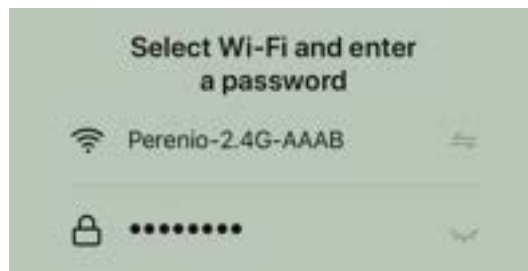 Select Wi-Fi and enter
a password
Perenio-2.4G-AAAB
••••••••